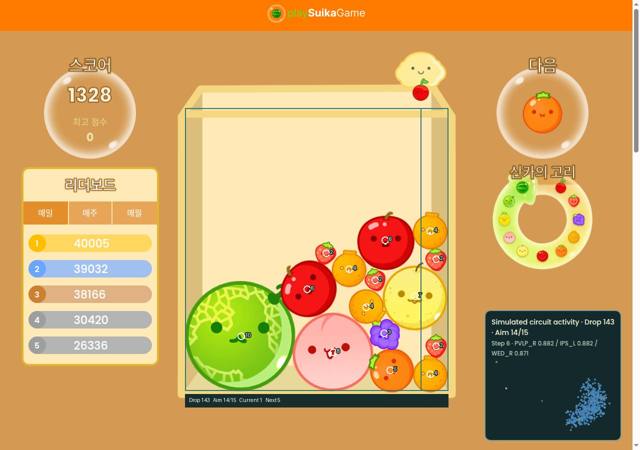 playSuikaGame
스코어
1328
최고 점수
0
다음
리더보드
매일 매주 매월
1 40005
2 39032
3 38166
4 30420
5 26336
신카의 고리
Simulated circuit activity · Drop 143
· Aim 14/15
Step 6 · PVLP_R 0.882 / IPS_L 0.882 /
WED_R 0.871
Drop 143 Aim 14/15 Current 1 Next 5